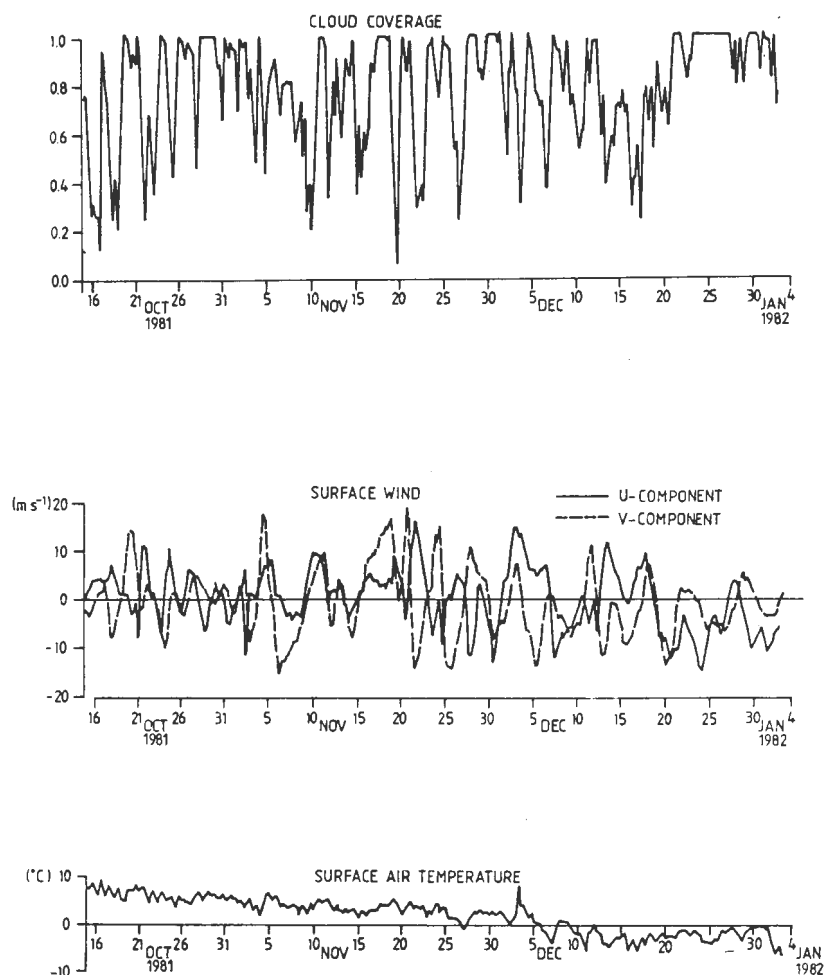 CLOUD COVERAGE
1.0
0.8
0.6
0.4
0.2
0.0
16 21 OCT 26 31 5 10 NOV 15 20 25 30 5 DEC 10 15 20 25 30 JAN 4
1981 1982
SURFACE WIND
(m s⁻¹) 20
10
0
-10
-20
U-COMPONENT
V-COMPONENT
16 21 OCT 26 31 5 10 NOV 15 20 25 30 5 DEC 10 15 20 25 30 JAN 4
1981 1982
SURFACE AIR TEMPERATURE
(°C) 10
0
-10
16 21 OCT 26 31 5 10 NOV 15 20 25 30 5 DEC 10 15 20 25 30 JAN 4
1981 1982